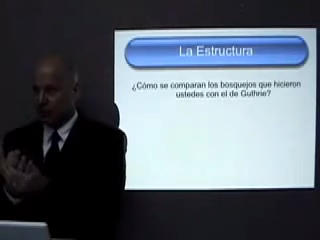 La Estructura
¿Cómo se comparan los bosquejos que hicieron
ustedes con el de Guthrie?